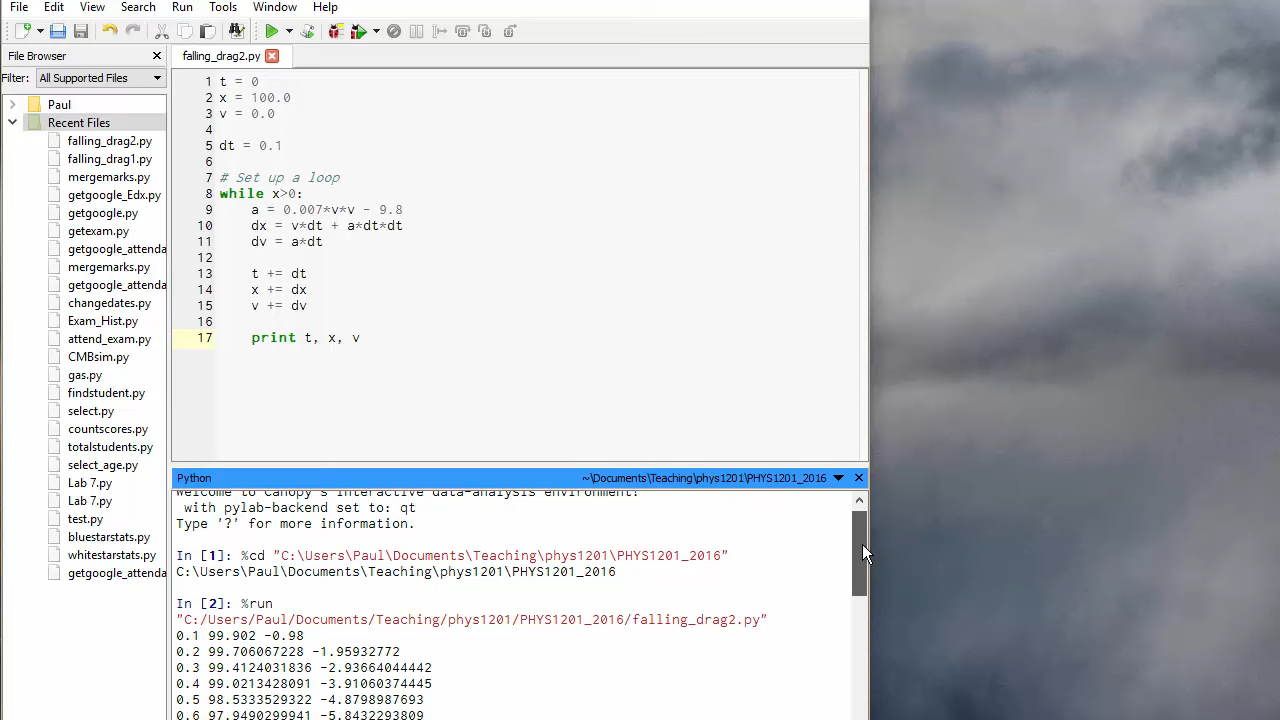 File Edit View Search Run Tools Window Help
File Browser
Filter: All Supported Files
Paul
Recent Files
falling_drag2.py
falling_drag1.py
mergemarks.py
getgoogle_Edx.py
getgoogle.py
getexam.py
getgoogle_attenda
mergemarks.py
getgoogle_attenda
changedates.py
Exam_Hist.py
attend_exam.py
CMBsim.py
gas.py
findstudent.py
select.py
countscores.py
totalstudents.py
select_age.py
Lab 7.py
Lab 7.py
test.py
bluestarstats.py
whitestarstats.py
getgoogle_attenda
falling_drag2.py
1 t = 0
2 x = 100.0
3 v = 0.0
4
5 dt = 0.1
6
7 # Set up a loop
8 while x>0:
9     a = 0.007*v*v - 9.8
10     dx = v*dt + a*dt*dt
11     dv = a*dt
12
13     t += dt
14     x += dx
15     v += dv
16
17     print t, x, v
Python ~\Documents\Teaching\phys1201\PHYS1201_2016
Welcome to Canopy's interactive data-analysis environment!
with pylab-backend set to: qt
Type '?' for more information.
In [1]: %cd "C:\Users\Paul\Documents\Teaching\phys1201\PHYS1201_2016"
C:\Users\Paul\Documents\Teaching\phys1201\PHYS1201_2016
In [2]: %run
"C:/Users/Paul/Documents/Teaching/phys1201/PHYS1201_2016/falling_drag2.py"
0.1 99.902 -0.98
0.2 99.706067228 -1.95932772
0.3 99.4124031836 -2.93664044442
0.4 99.0213428091 -3.91060374445
0.5 98.5333529322 -4.8798987693
0.6 97.9490299941 -5.8432293809